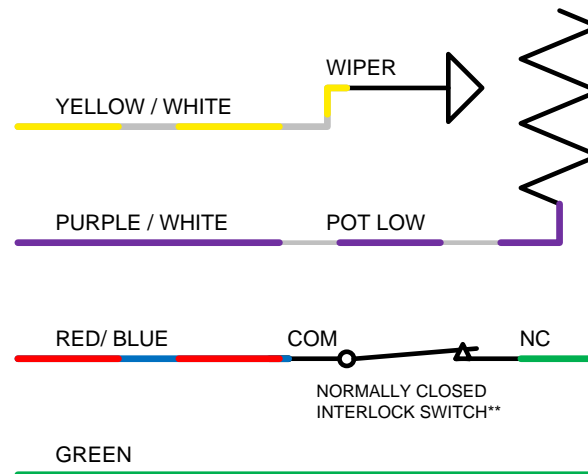 WIPER
YELLOW / WHITE
PURPLE / WHITE POT LOW
RED/ BLUE COM NC
NORMALLY CLOSED
INTERLOCK SWITCH**
GREEN